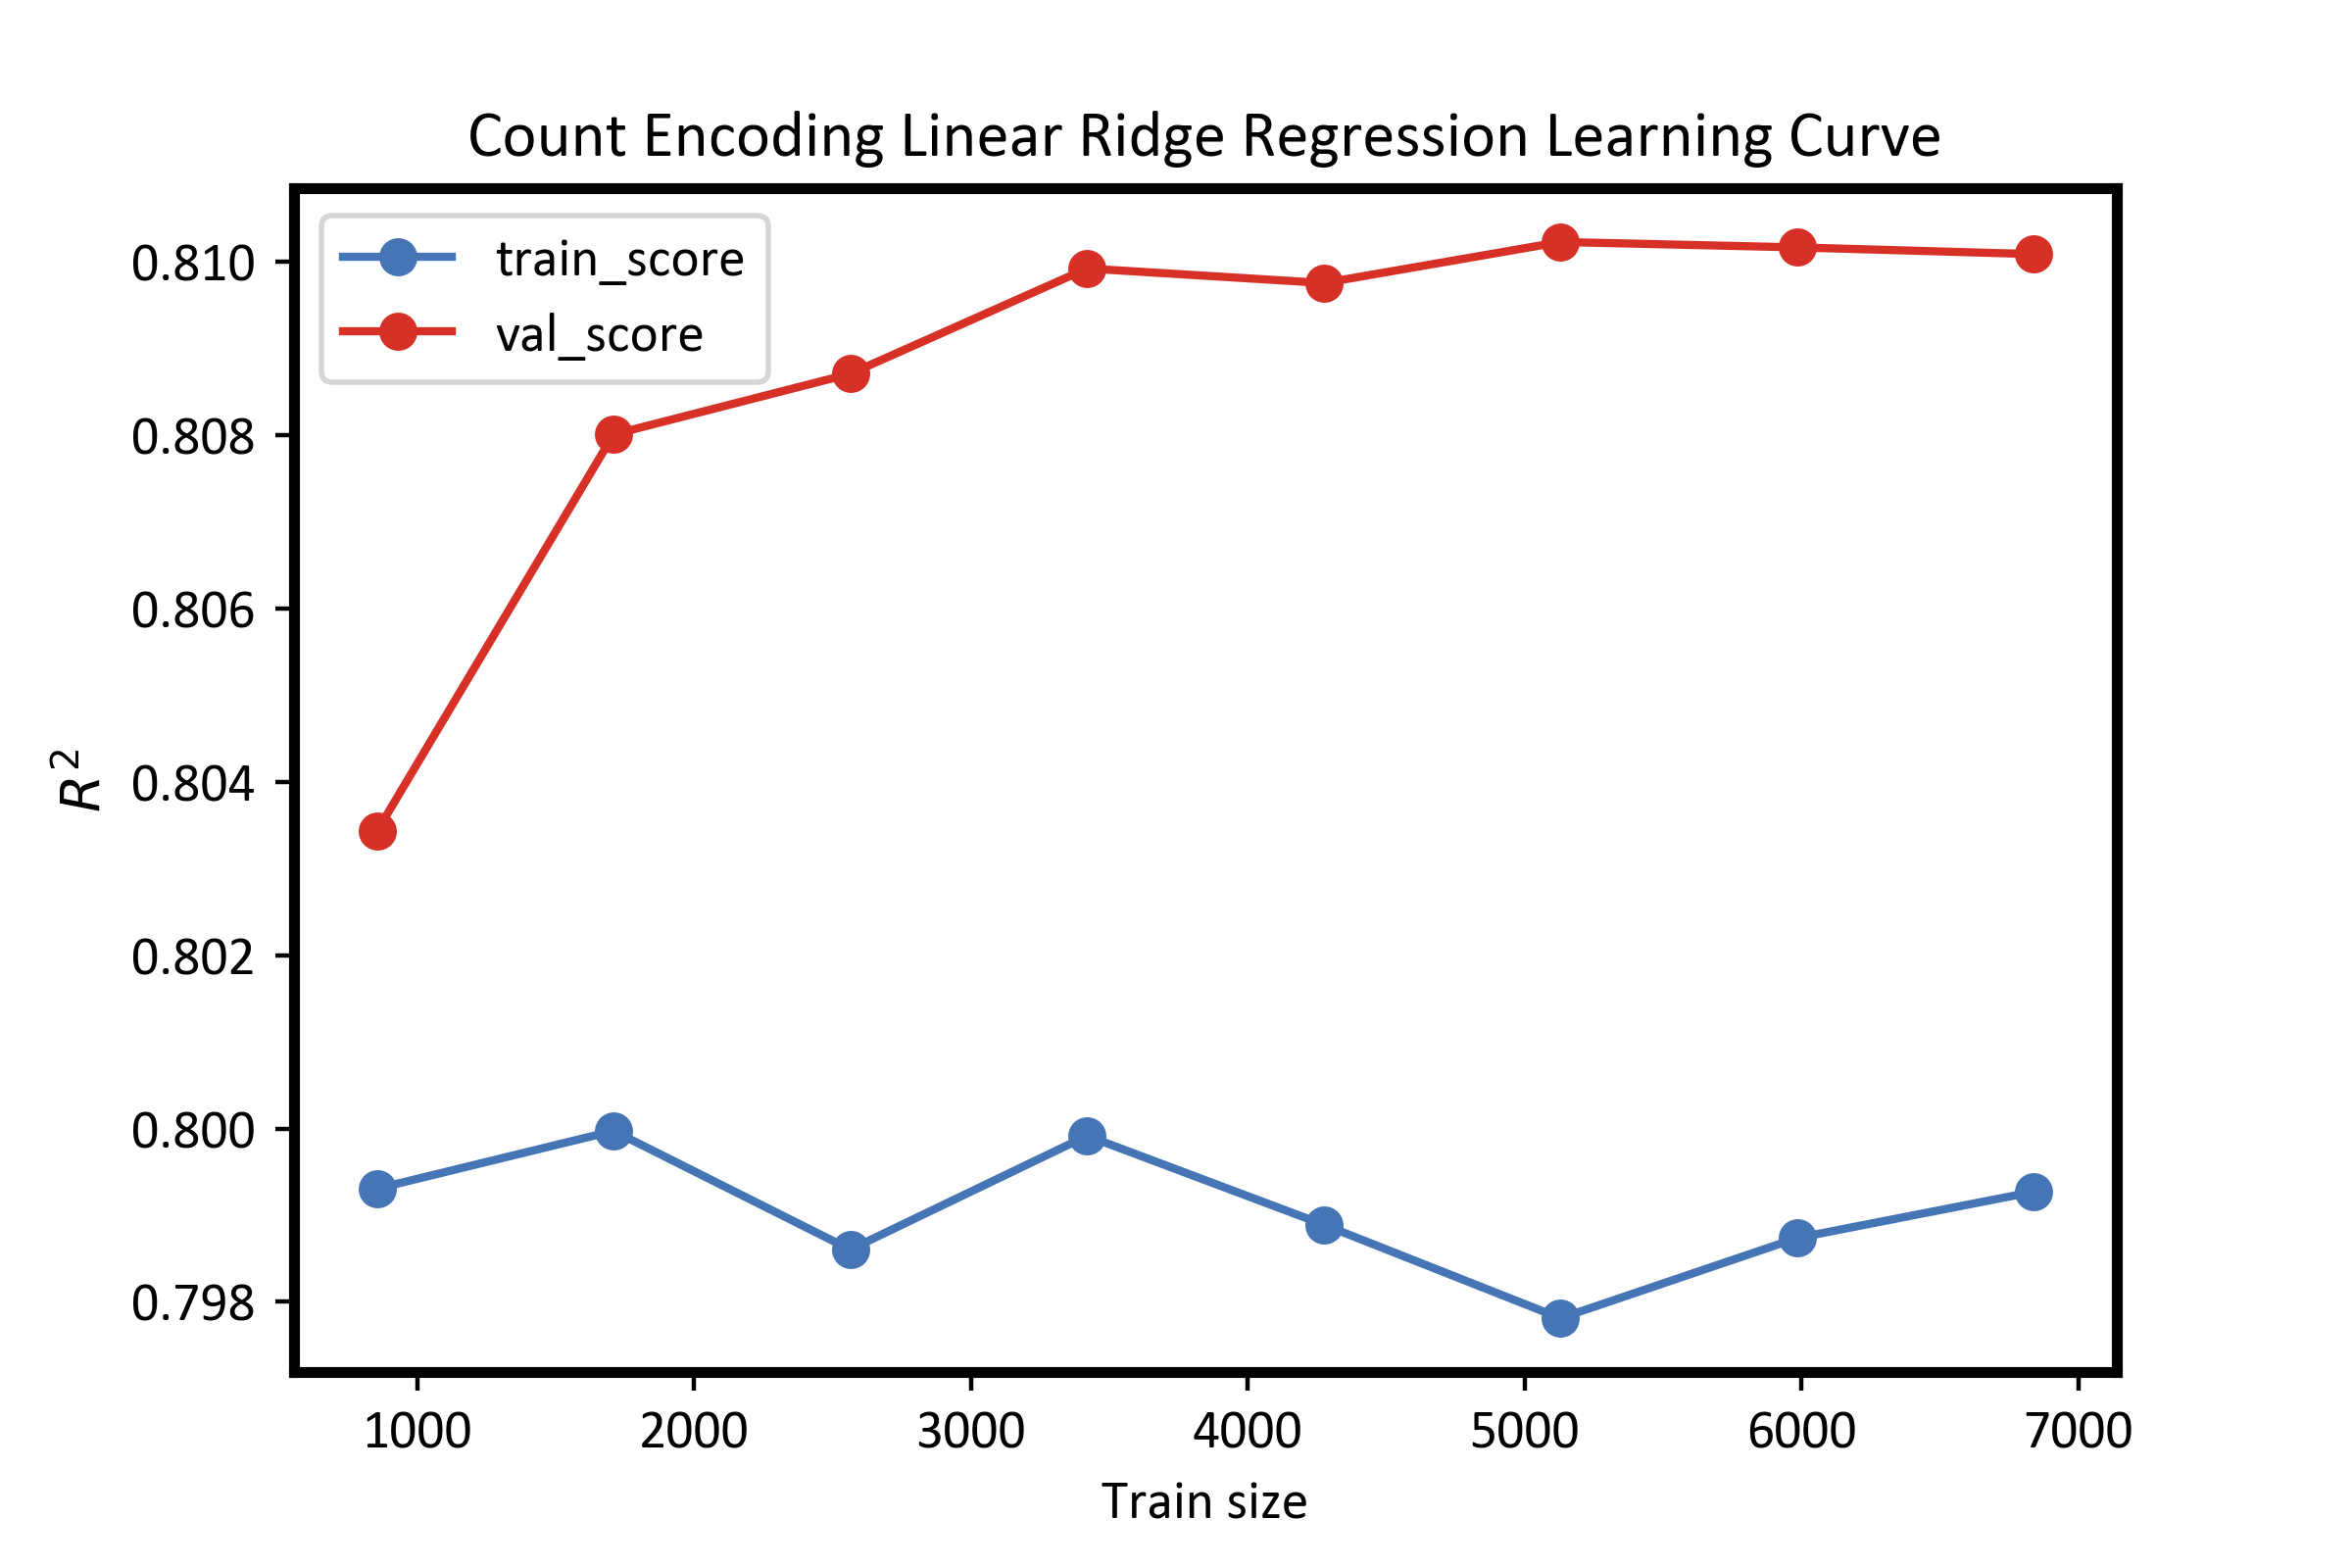 Count Encoding Linear Ridge Regression Learning Curve
train_score
val_score
0.810
0.808
0.806
0.804
0.802
0.800
0.798
R²
1000 2000 3000 4000 5000 6000 7000
Train size